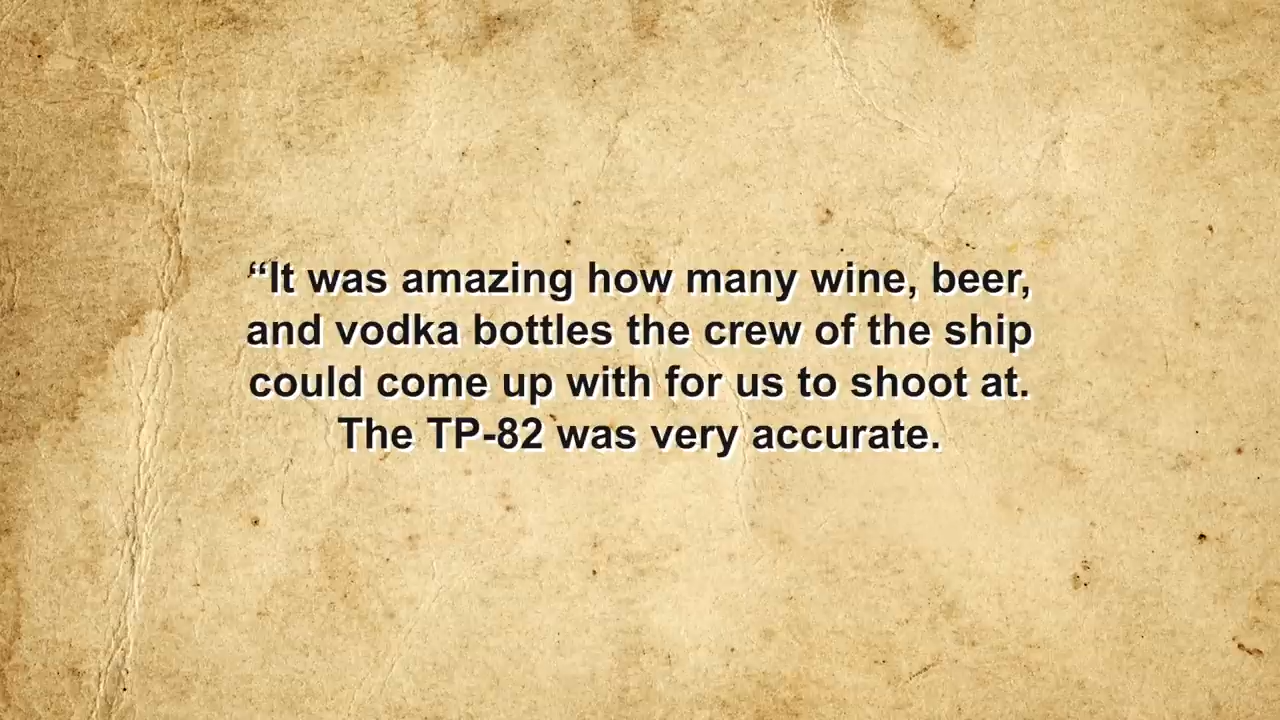 “It was amazing how many wine, beer,
and vodka bottles the crew of the ship
could come up with for us to shoot at.
The TP-82 was very accurate.